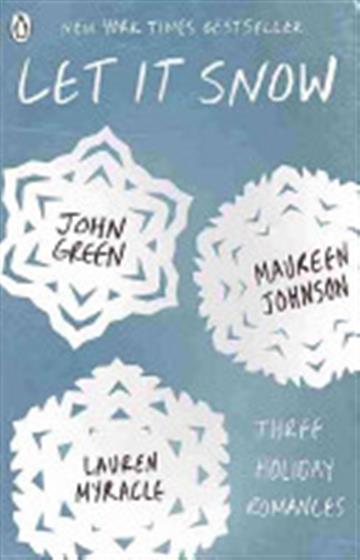 NEW YORK TIMES BESTSELLER
LET IT SNOW
JOHN
GREEN
MAUREEN
JOHNSON
LAUREN
MYRACLE
THREE
HOLIDAY
ROMANCES